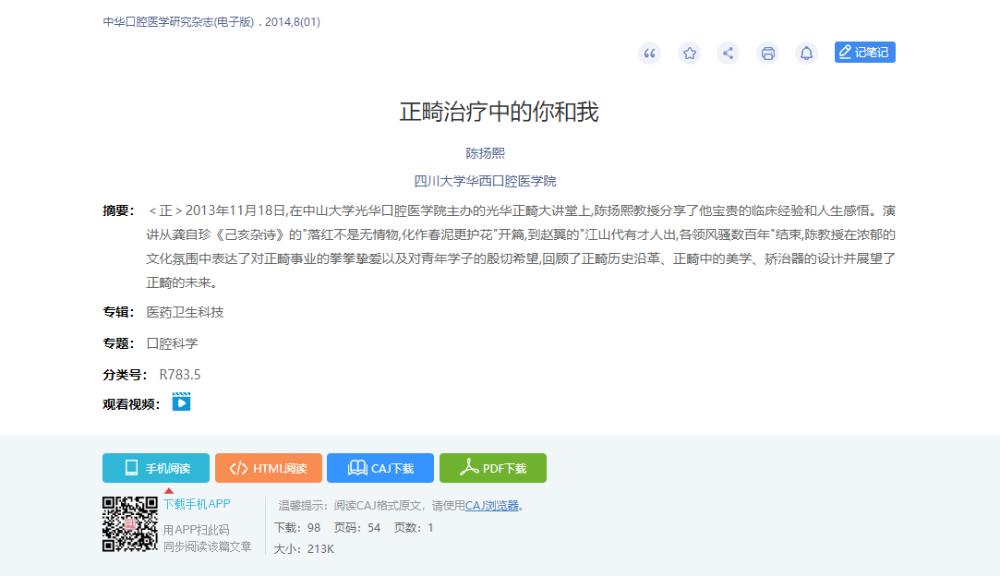 中华口腔医学研究杂志(电子版) . 2014,8(01)
记笔记
正畸治疗中的你和我
陈扬熙
四川大学华西口腔医学院
摘要： ＜正＞2013年11月18日,在中山大学光华口腔医学院主办的光华正畸大讲堂上,陈扬熙教授分享了他宝贵的临床经验和人生感悟。演
讲从龚自珍《己亥杂诗》的"落红不是无情物,化作春泥更护花"开篇,到赵翼的"江山代有才人出,各领风骚数百年"结束,陈教授在浓郁的
文化氛围中表达了对正畸事业的拳拳挚爱以及对青年学子的殷切希望,回顾了正畸历史沿革、正畸中的美学、矫治器的设计并展望了
正畸的未来。
专辑： 医药卫生科技
专题： 口腔科学
分类号： R783.5
观看视频：
手机阅读 HTML阅读 CAJ下载 PDF下载
下载手机APP
用APP扫此码
同步阅读该篇文章
温馨提示：阅读CAJ格式原文，请使用CAJ浏览器。
下载：98 页码：54 页数：1
大小：213K